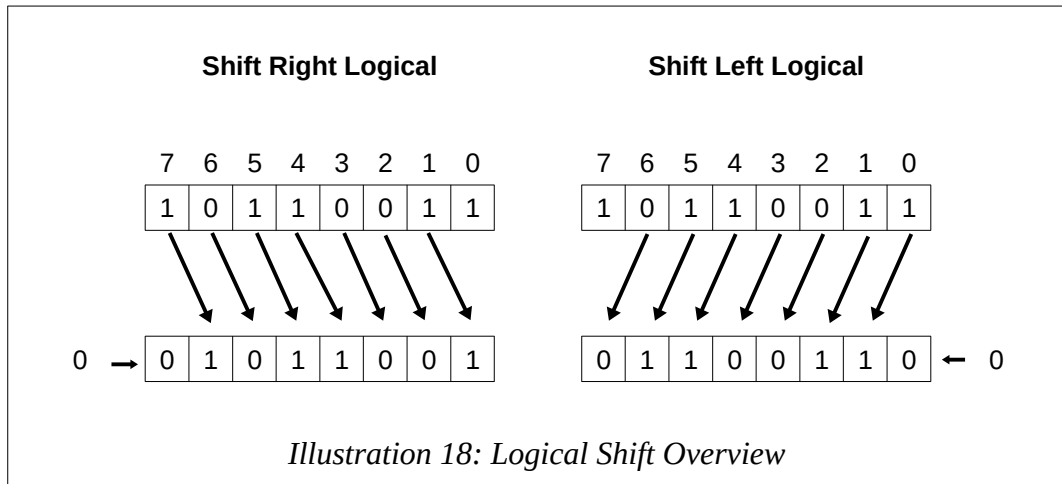 Shift Right Logical Shift Left Logical
7 6 5 4 3 2 1 0 7 6 5 4 3 2 1 0
1 0 1 1 0 0 1 1 1 0 1 1 0 0 1 1
0 0 1 0 1 1 0 0 1 0 1 1 0 0 1 1 0 0
Illustration 18: Logical Shift Overview